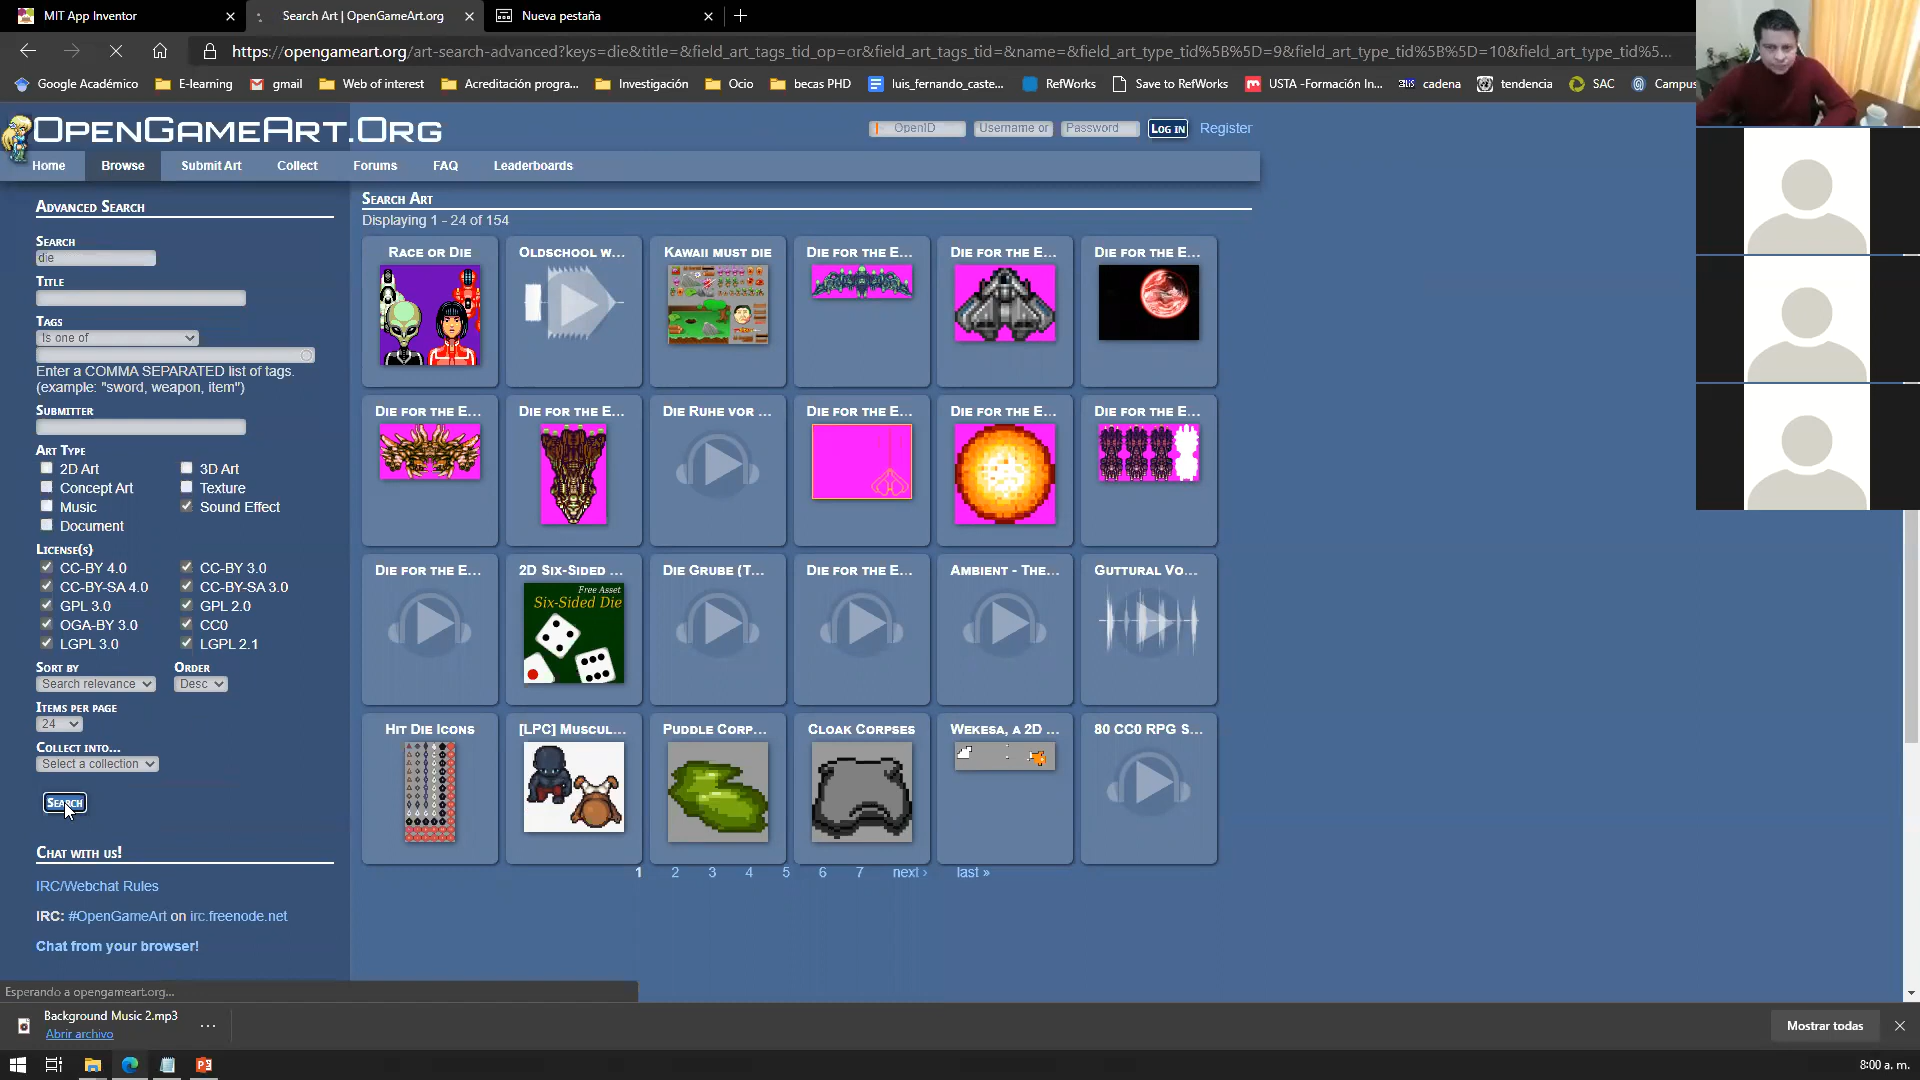 MIT App Inventor
Search Art | OpenGameArt.org
Nueva pestaña
https://opengameart.org/art-search-advanced?keys=die&title=&field_art_tags_tid_op=or&field_art_tags_tid=&name=&field_art_type_tid%5B%5D=9&field_art_type_tid%5B%5D=10&field_art_type_tid%5...
Google Académico
E-learning
gmail
Web of interest
Acreditación progra...
Investigación
Ocio
becas PHD
luis_fernando_caste...
RefWorks
Save to RefWorks
USTA -Formación In...
cadena
tendencia
SAC
Campus
OpenGameArt.Org
OpenID
Username or
Password
Log in
Register
Home
Browse
Submit Art
Collect
Forums
FAQ
Leaderboards
Advanced Search
Search
die
Title
Tags
Is one of
Enter a COMMA SEPARATED list of tags.
(example: "sword, weapon, item")
Submitter
Art Type
2D Art
3D Art
Concept Art
Texture
Music
Sound Effect
Document
License(s)
CC-BY 4.0
CC-BY 3.0
CC-BY-SA 4.0
CC-BY-SA 3.0
GPL 3.0
GPL 2.0
OGA-BY 3.0
CC0
LGPL 3.0
LGPL 2.1
Sort by
Order
Search relevance
Desc
Items per page
24
Collect into...
Select a collection
Search
Chat with us!
IRC/Webchat Rules
IRC: #OpenGameArt on irc.freenode.net
Chat from your browser!
Search Art
Displaying 1 - 24 of 154
Race or Die
Oldschool w...
Kawaii must die
Die for the E...
Die for the E...
Die for the E...
Die for the E...
Die for the E...
Die Ruhe vor ...
Die for the E...
Die for the E...
Die for the E...
Die for the E...
2D Six-Sided ...
Free Asset
Six-Sided Die
Die Grube (T...
Die for the E...
Ambient - The...
Guttural Vo...
Hit Die Icons
[LPC] Muscul...
Puddle Corp...
Cloak Corpses
Wekesa, a 2D ...
80 CC0 RPG S...
1 2 3 4 5 6 7 next › last »
Esperando a opengameart.org...
Background Music 2.mp3
Abrir archivo
Mostrar todas
8:00 a. m.